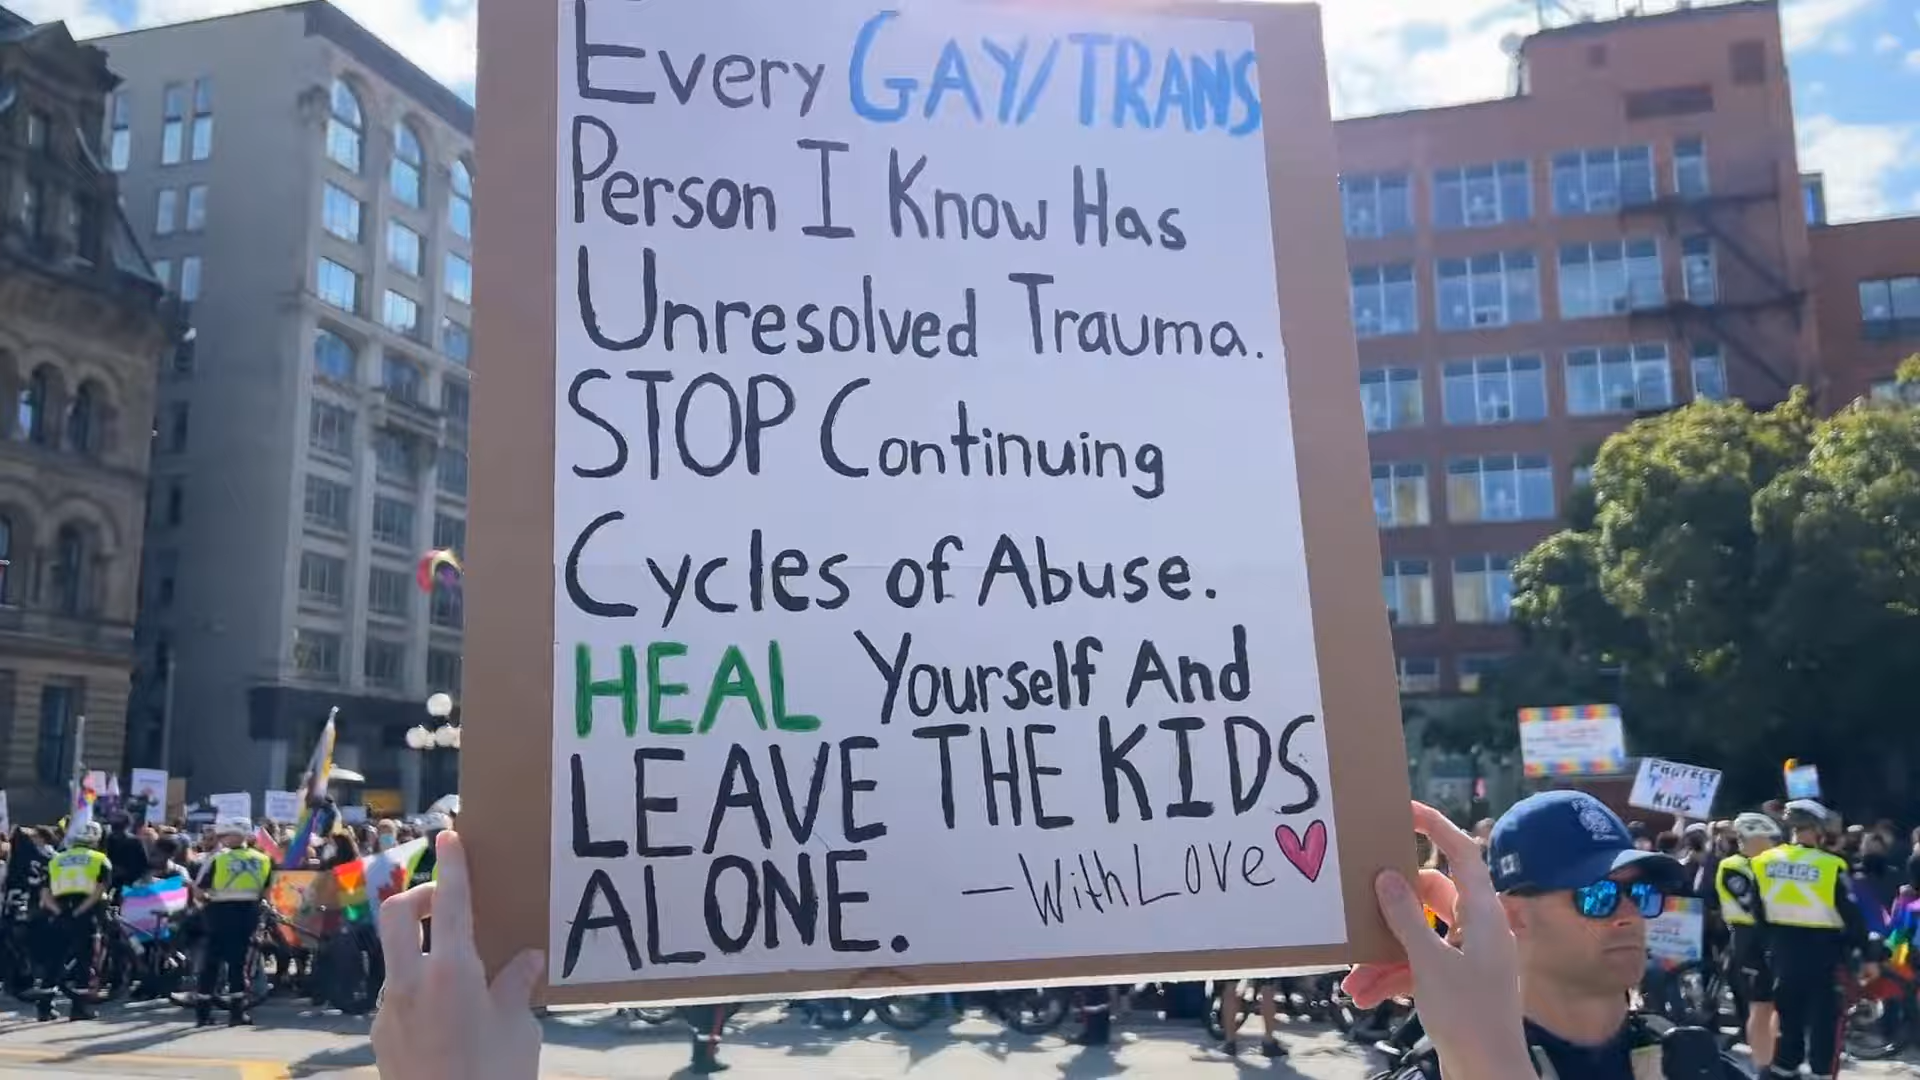 Every GAY/TRANS
Person I Know Has
Unresolved Trauma.
STOP Continuing
Cycles of Abuse.
HEAL Yourself And
LEAVE THE KIDS
ALONE. -With Love
PROTECT
KIDS
POLICE
POLICE